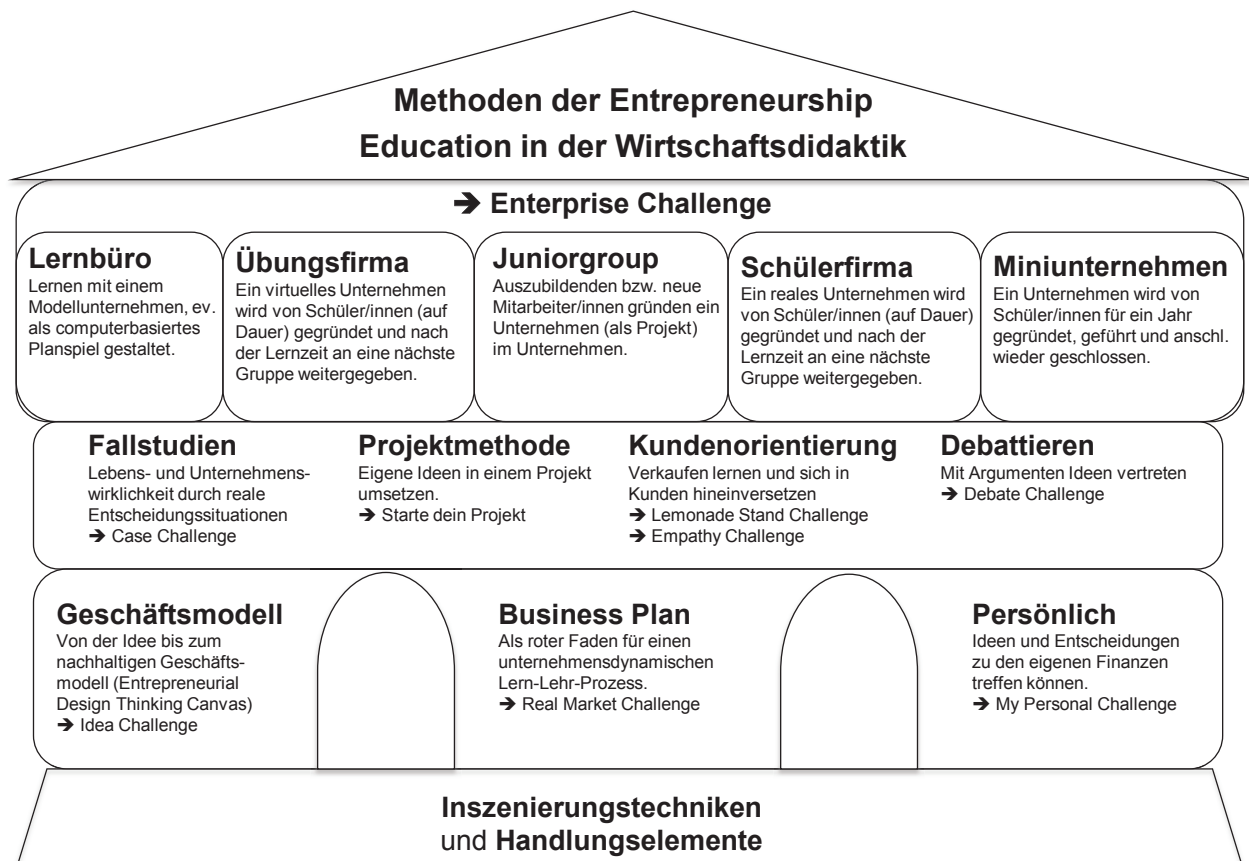 Methoden der Entrepreneurship
Education in der Wirtschaftsdidaktik
➔ Enterprise Challenge
Lernbüro
Lernen mit einem
Modellunternehmen, ev.
als computerbasiertes
Planspiel gestaltet.
Übungsfirma
Ein virtuelles Unternehmen
wird von Schüler/innen (auf
Dauer) gegründet und nach
der Lernzeit an eine nächste
Gruppe weitergegeben.
Juniorgroup
Auszubildenden bzw. neue
Mitarbeiter/innen gründen ein
Unternehmen (als Projekt)
im Unternehmen.
Schülerfirma
Ein reales Unternehmen wird
von Schüler/innen (auf Dauer)
gegründet und nach der
Lernzeit an eine nächste
Gruppe weitergegeben.
Miniunternehmen
Ein Unternehmen wird von
Schüler/innen für ein Jahr
gegründet, geführt und anschl.
wieder geschlossen.
Fallstudien
Lebens- und Unternehmens-
wirklichkeit durch reale
Entscheidungssituationen
➔ Case Challenge
Projektmethode
Eigene Ideen in einem Projekt
umsetzen.
➔ Starte dein Projekt
Kundenorientierung
Verkaufen lernen und sich in
Kunden hineinversetzen
➔ Lemonade Stand Challenge
➔ Empathy Challenge
Debattieren
Mit Argumenten Ideen vertreten
➔ Debate Challenge
Geschäftsmodell
Von der Idee bis zum
nachhaltigen Geschäfts-
modell (Entrepreneurial
Design Thinking Canvas)
➔ Idea Challenge
Business Plan
Als roter Faden für einen
unternehmensdynamischen
Lern-Lehr-Prozess.
➔ Real Market Challenge
Persönlich
Ideen und Entscheidungen
zu den eigenen Finanzen
treffen können.
➔ My Personal Challenge
Inszenierungstechniken
und Handlungselemente